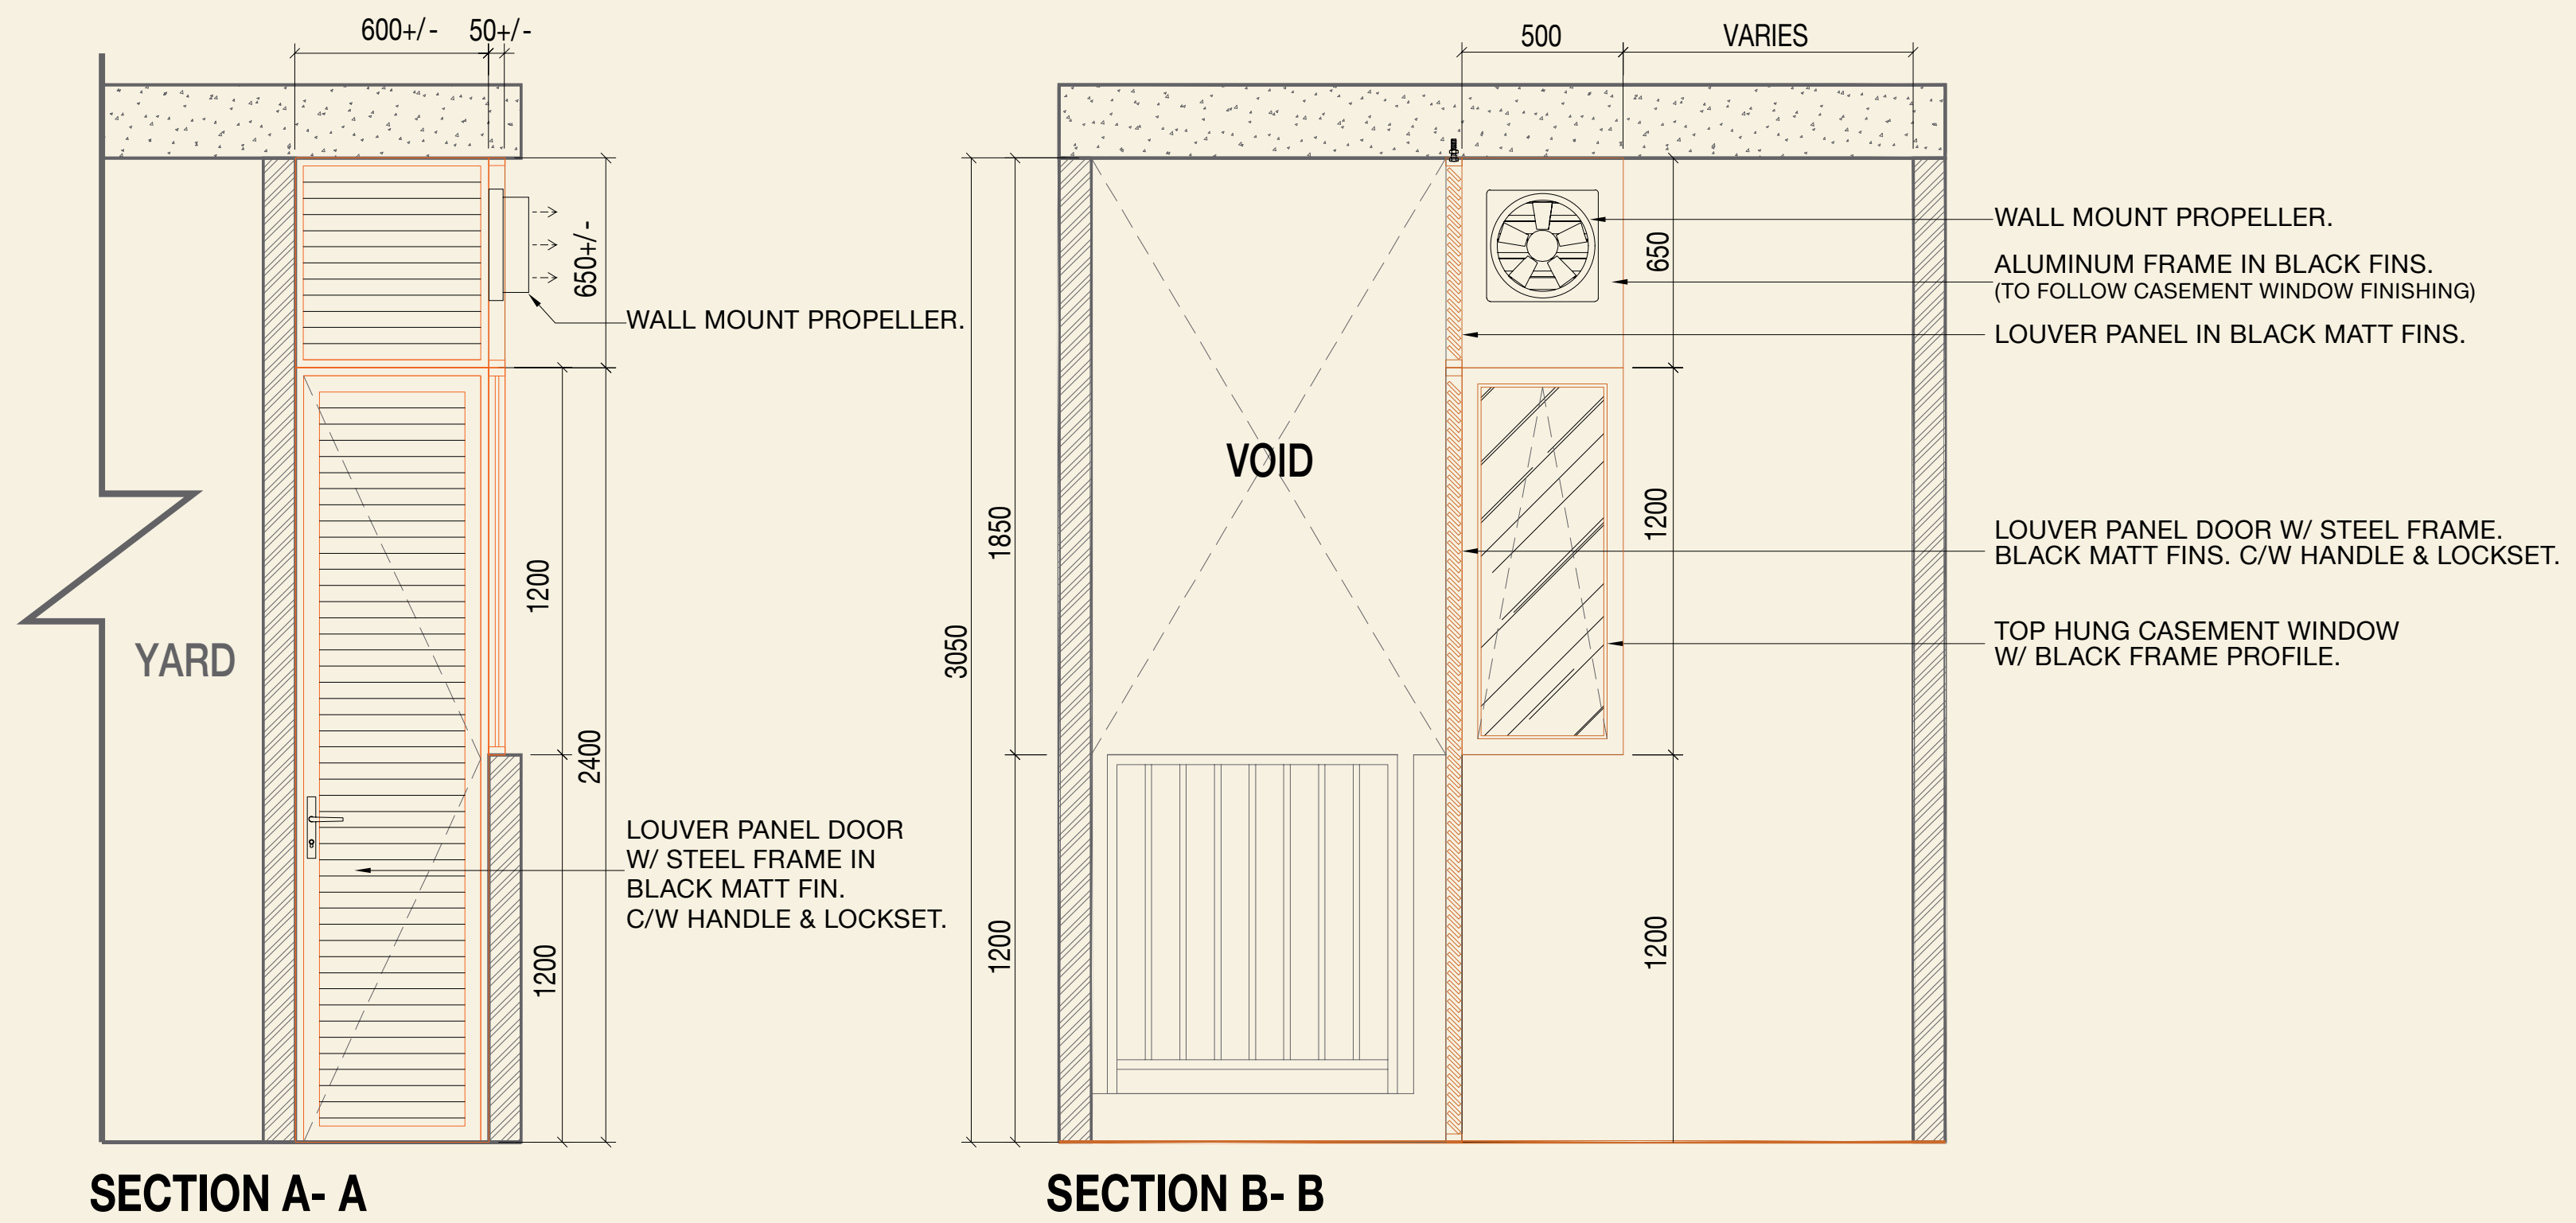 600+/-
50+/-
650+/-
WALL MOUNT PROPELLER.
YARD
1200
2400
LOUVER PANEL DOOR
W/ STEEL FRAME IN
BLACK MATT FIN.
C/W HANDLE & LOCKSET.
1200
SECTION A- A
500
VARIES
WALL MOUNT PROPELLER.
650
ALUMINUM FRAME IN BLACK FINS.
(TO FOLLOW CASEMENT WINDOW FINISHING)
LOUVER PANEL IN BLACK MATT FINS.
VOID
1850
1200
LOUVER PANEL DOOR W/ STEEL FRAME.
BLACK MATT FINS. C/W HANDLE & LOCKSET.
3050
TOP HUNG CASEMENT WINDOW
W/ BLACK FRAME PROFILE.
1200
1200
SECTION B- B